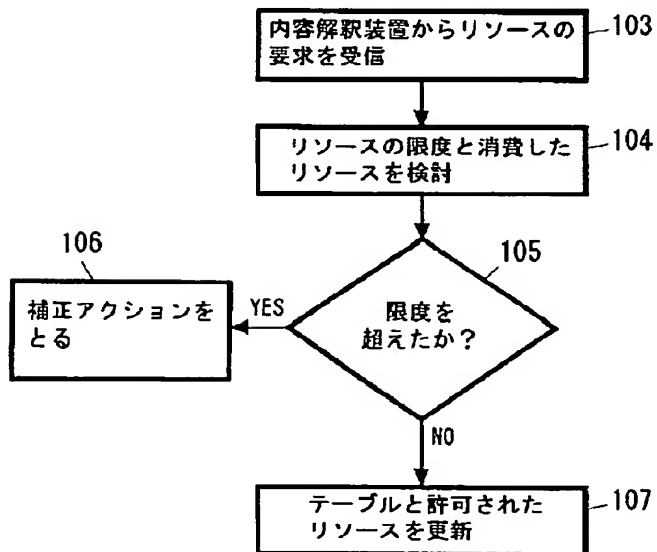 内容解釈装置からリソースの
要求を受信
103
リソースの限度と消費した
リソースを検討
104
105
限度を
超えたか?
106
補正アクションを
とる
YES
NO
テーブルと許可された
リソースを更新
107